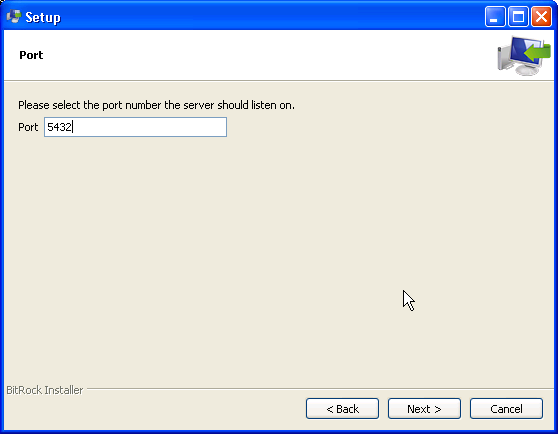 Setup
Port
Please select the port number the server should listen on.
Port 5432
BitRock Installer
< Back Next > Cancel